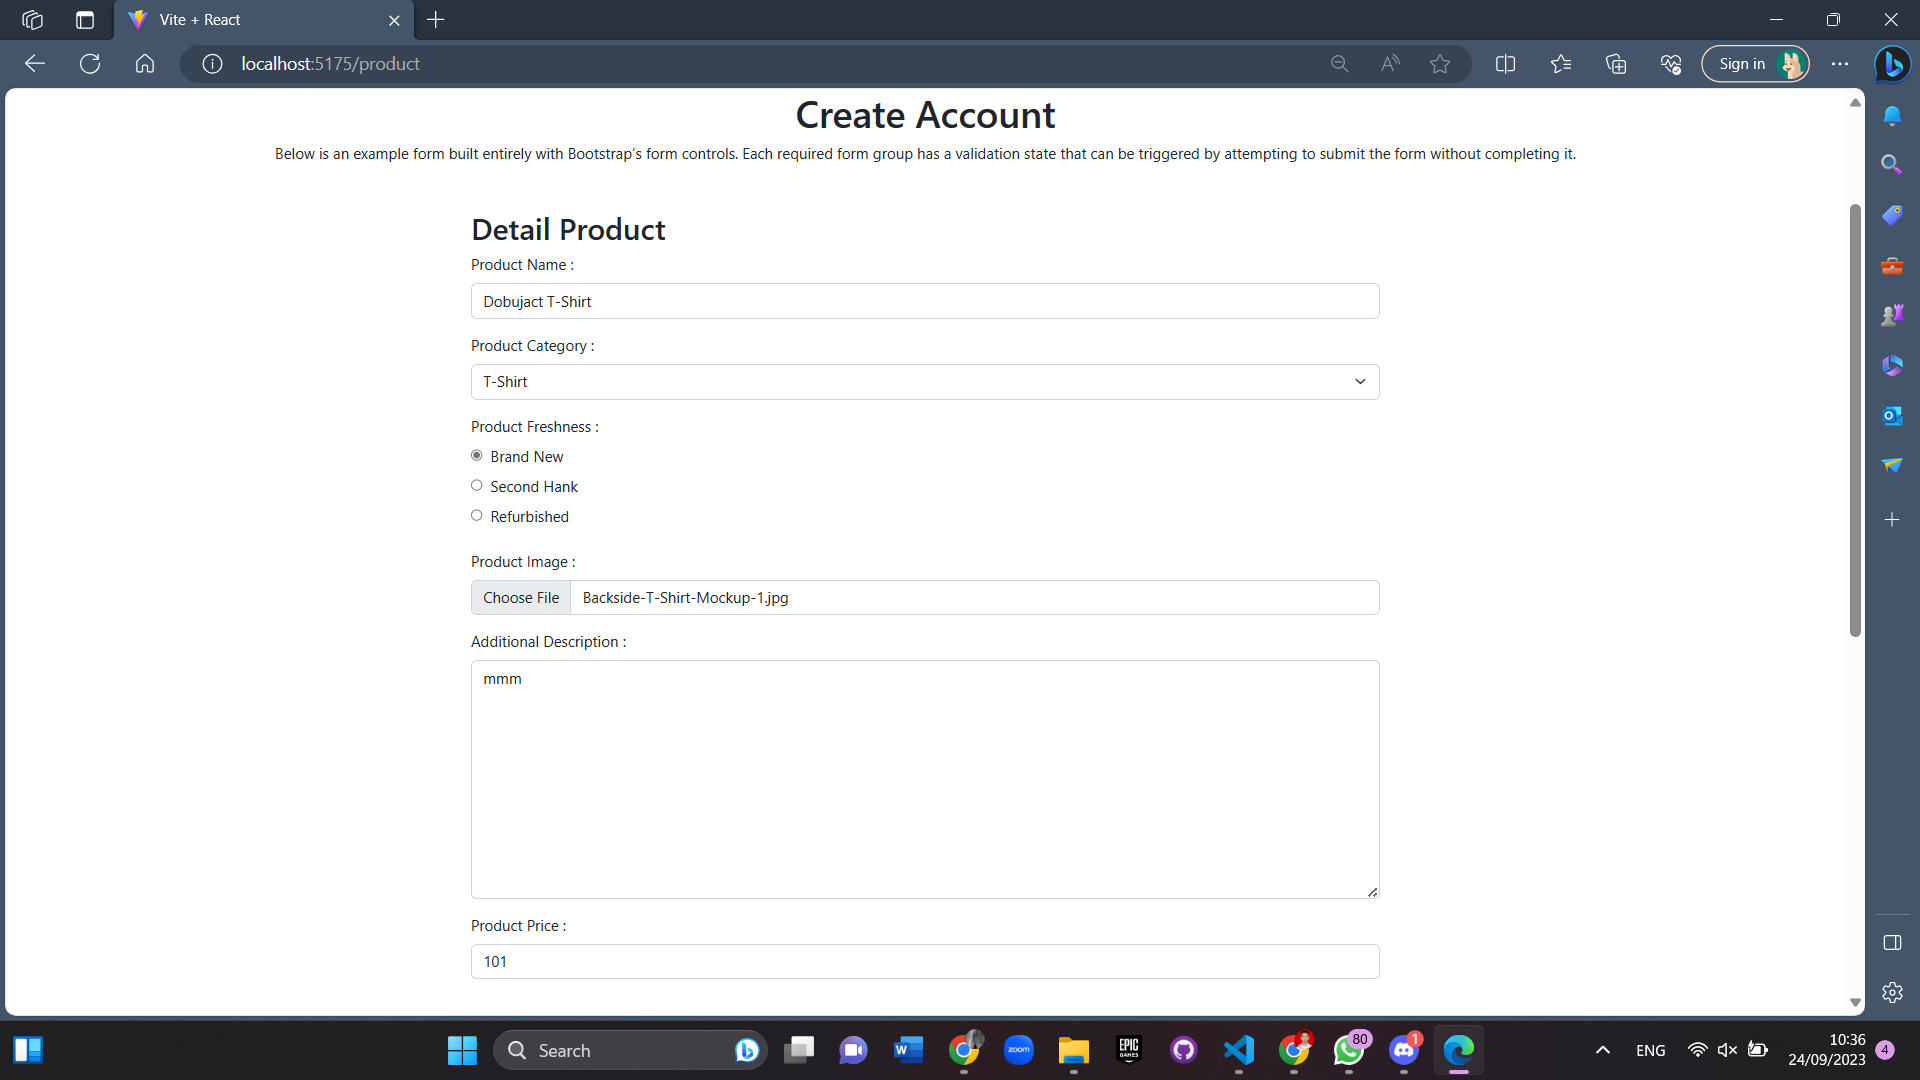 Vite + React
localhost:5175/product
Sign in
Create Account
Below is an example form built entirely with Bootstrap's form controls. Each required form group has a validation state that can be triggered by attempting to submit the form without completing it.
Detail Product
Product Name :
Dobujact T-Shirt
Product Category :
T-Shirt
Product Freshness :
Brand New
Second Hank
Refurbished
Product Image :
Choose File Backside-T-Shirt-Mockup-1.jpg
Additional Description :
mmm
Product Price :
101
Search
zoom
EPIC
GAMES
80
1
ENG
10:36
24/09/2023
4